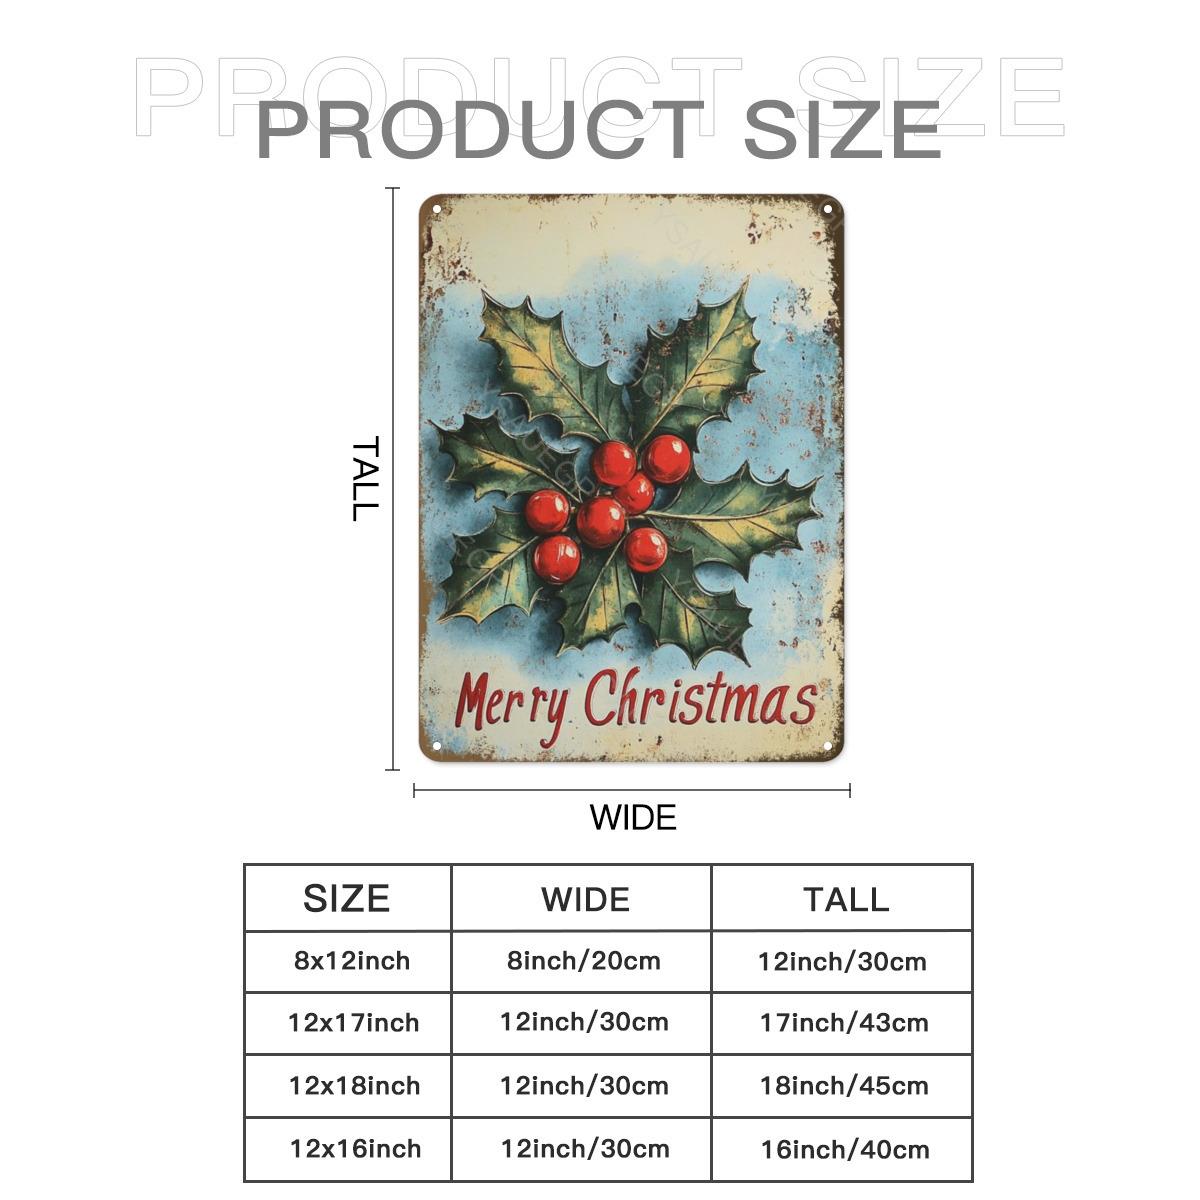 PRODUCT SIZE
PRODUCT SIZE
TALL
Merry Christmas
WIDE
SIZE WIDE TALL
8x12inch 8inch/20cm 12inch/30cm
12x17inch 12inch/30cm 17inch/43cm
12x18inch 12inch/30cm 18inch/45cm
12x16inch 12inch/30cm 16inch/40cm